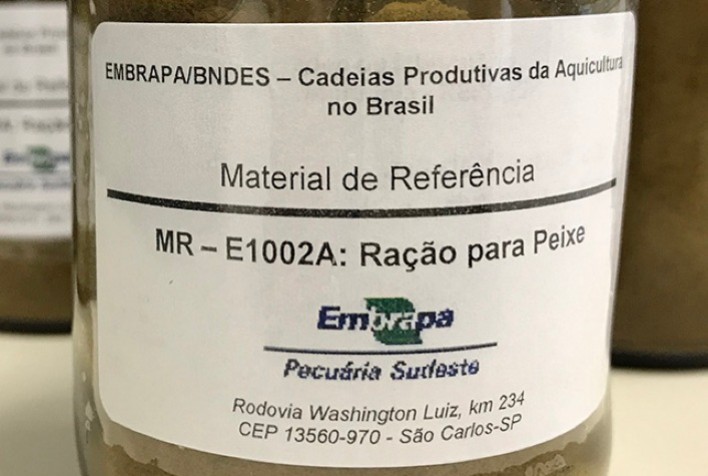 EMBRAPA/BNDES – Cadeias Produtivas da Aquicultura
no Brasil
Material de Referência
MR – E1002A: Ração para Peixe
Embrapa
Pecuária Sudeste
Rodovia Washington Luiz, km 234
CEP 13560-970 - São Carlos-SP